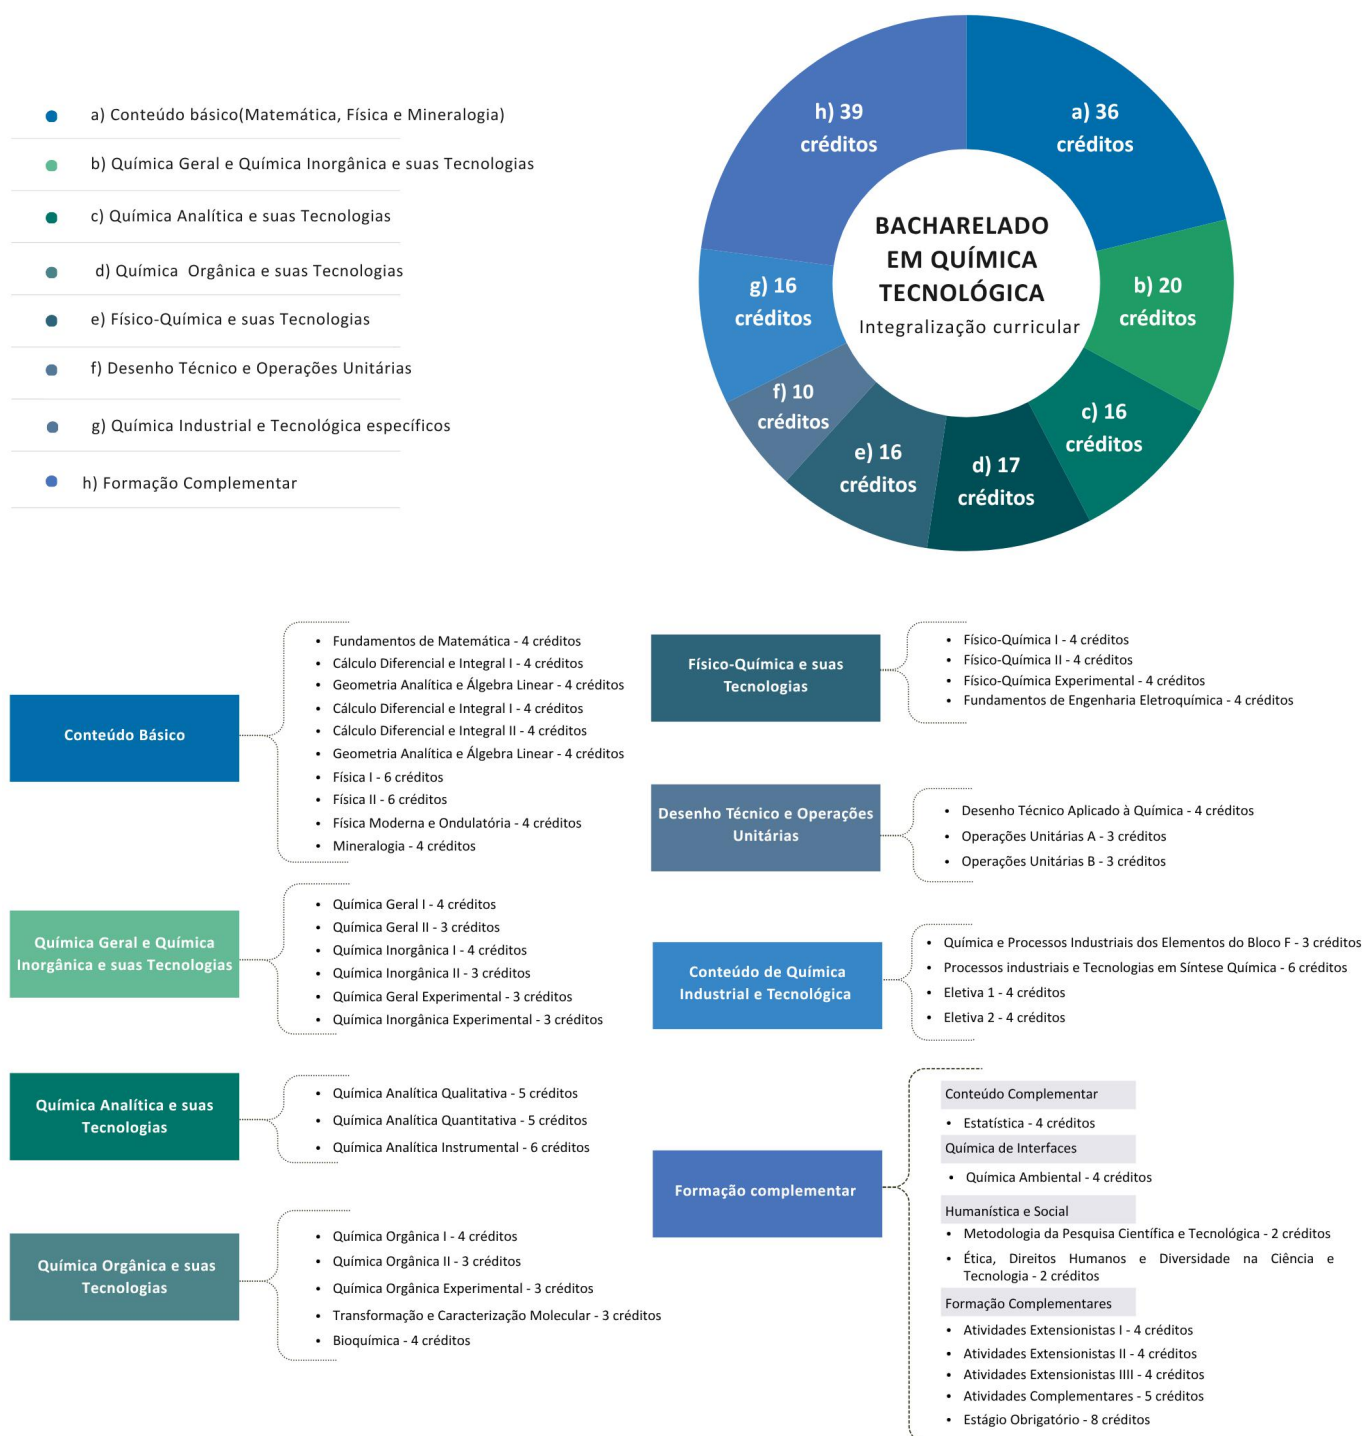 a) Conteúdo básico(Matemática, Física e Mineralogia)
b) Química Geral e Química Inorgânica e suas Tecnologias
c) Química Analítica e suas Tecnologias
d) Química Orgânica e suas Tecnologias
e) Físico-Química e suas Tecnologias
f) Desenho Técnico e Operações Unitárias
g) Química Industrial e Tecnológica específicos
h) Formação Complementar
BACHARELADO
EM QUÍMICA
TECNOLÓGICA
Integralização curricular
a) 36
créditos
b) 20
créditos
c) 16
créditos
d) 17
créditos
e) 16
créditos
f) 10
créditos
g) 16
créditos
h) 39
créditos
Conteúdo Básico
• Fundamentos de Matemática - 4 créditos
• Cálculo Diferencial e Integral I - 4 créditos
• Geometria Analítica e Álgebra Linear - 4 créditos
• Cálculo Diferencial e Integral I - 4 créditos
• Cálculo Diferencial e Integral II - 4 créditos
• Geometria Analítica e Álgebra Linear - 4 créditos
• Física I - 6 créditos
• Física II - 6 créditos
• Física Moderna e Ondulatória - 4 créditos
• Mineralogia - 4 créditos
Química Geral e Química
Inorgânica e suas Tecnologias
• Química Geral I - 4 créditos
• Química Geral II - 3 créditos
• Química Inorgânica I - 4 créditos
• Química Inorgânica II - 3 créditos
• Química Geral Experimental - 3 créditos
• Química Inorgânica Experimental - 3 créditos
Química Analítica e suas
Tecnologias
• Química Analítica Qualitativa - 5 créditos
• Química Analítica Quantitativa - 5 créditos
• Química Analítica Instrumental - 6 créditos
Química Orgânica e suas
Tecnologias
• Química Orgânica I - 4 créditos
• Química Orgânica II - 3 créditos
• Química Orgênica Experimental - 3 créditos
• Transformação e Caracterização Molecular - 3 créditos
• Bioquímica - 4 créditos
Físico-Química e suas
Tecnologias
• Físico-Química I - 4 créditos
• Físico-Química II - 4 créditos
• Físico-Química Experimental - 4 créditos
• Fundamentos de Engenharia Eletroquímica - 4 créditos
Desenho Técnico e Operações
Unitárias
• Desenho Técnico Aplicado à Química - 4 créditos
• Operações Unitárias A - 3 créditos
• Operações Unitárias B - 3 créditos
Conteúdo de Química
Industrial e Tecnológica
• Química e Processos Industriais dos Elementos do Bloco F - 3 créditos
• Processos industriais e Tecnologias em Síntese Química - 6 créditos
• Eletiva 1 - 4 créditos
• Eletiva 2 - 4 créditos
Formação complementar
Conteúdo Complementar
• Estatística - 4 créditos
Química de Interfaces
• Química Ambiental - 4 créditos
Humanística e Social
• Metodologia da Pesquisa Científica e Tecnológica - 2 créditos
• Ética, Direitos Humanos e Diversidade na Ciência e
Tecnologia - 2 créditos
Formação Complementares
• Atividades Extensionistas I - 4 créditos
• Atividades Extensionistas II - 4 créditos
• Atividades Extensionistas IIII - 4 créditos
• Atividades Complementares - 5 créditos
• Estágio Obrigatório - 8 créditos